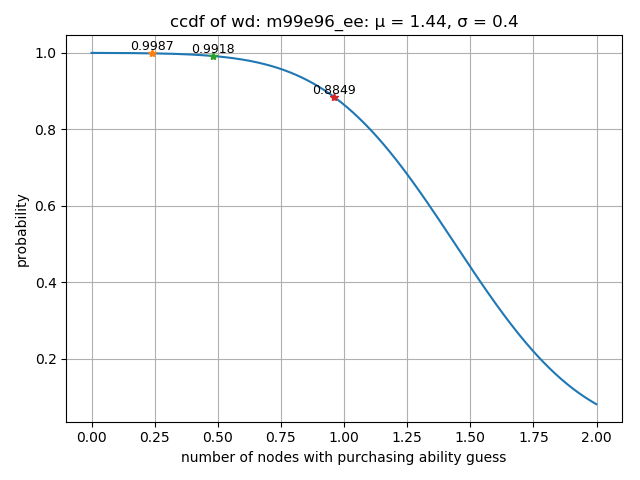 ccdf of wd: m99e96_ee: μ = 1.44, σ = 0.4
0.9987
0.9918
0.8849
1.0
0.8
0.6
0.4
0.2
probability
0.00 0.25 0.50 0.75 1.00 1.25 1.50 1.75 2.00
number of nodes with purchasing ability guess